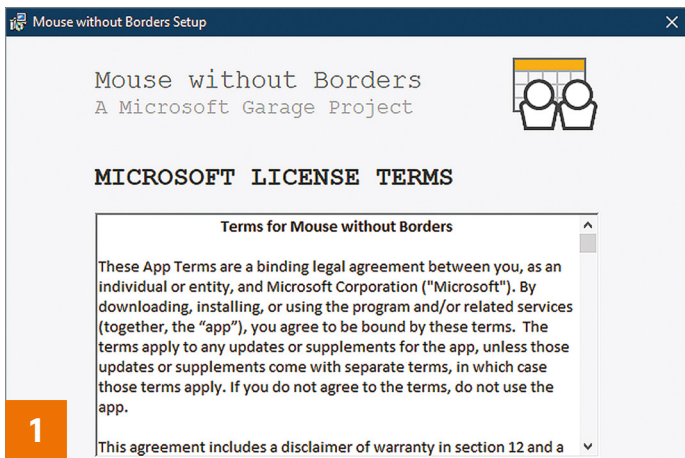 Mouse without Borders Setup
Mouse without Borders
A Microsoft Garage Project
MICROSOFT LICENSE TERMS
Terms for Mouse without Borders
These App Terms are a binding legal agreement between you, as an
individual or entity, and Microsoft Corporation ("Microsoft"). By
downloading, installing, or using the program and/or related services
(together, the “app”), you agree to be bound by these terms.  The
terms apply to any updates or supplements for the app, unless those
updates or supplements come with separate terms, in which case
those terms apply. If you do not agree to the terms, do not use the
app.
This agreement includes a disclaimer of warranty in section 12 and a
1